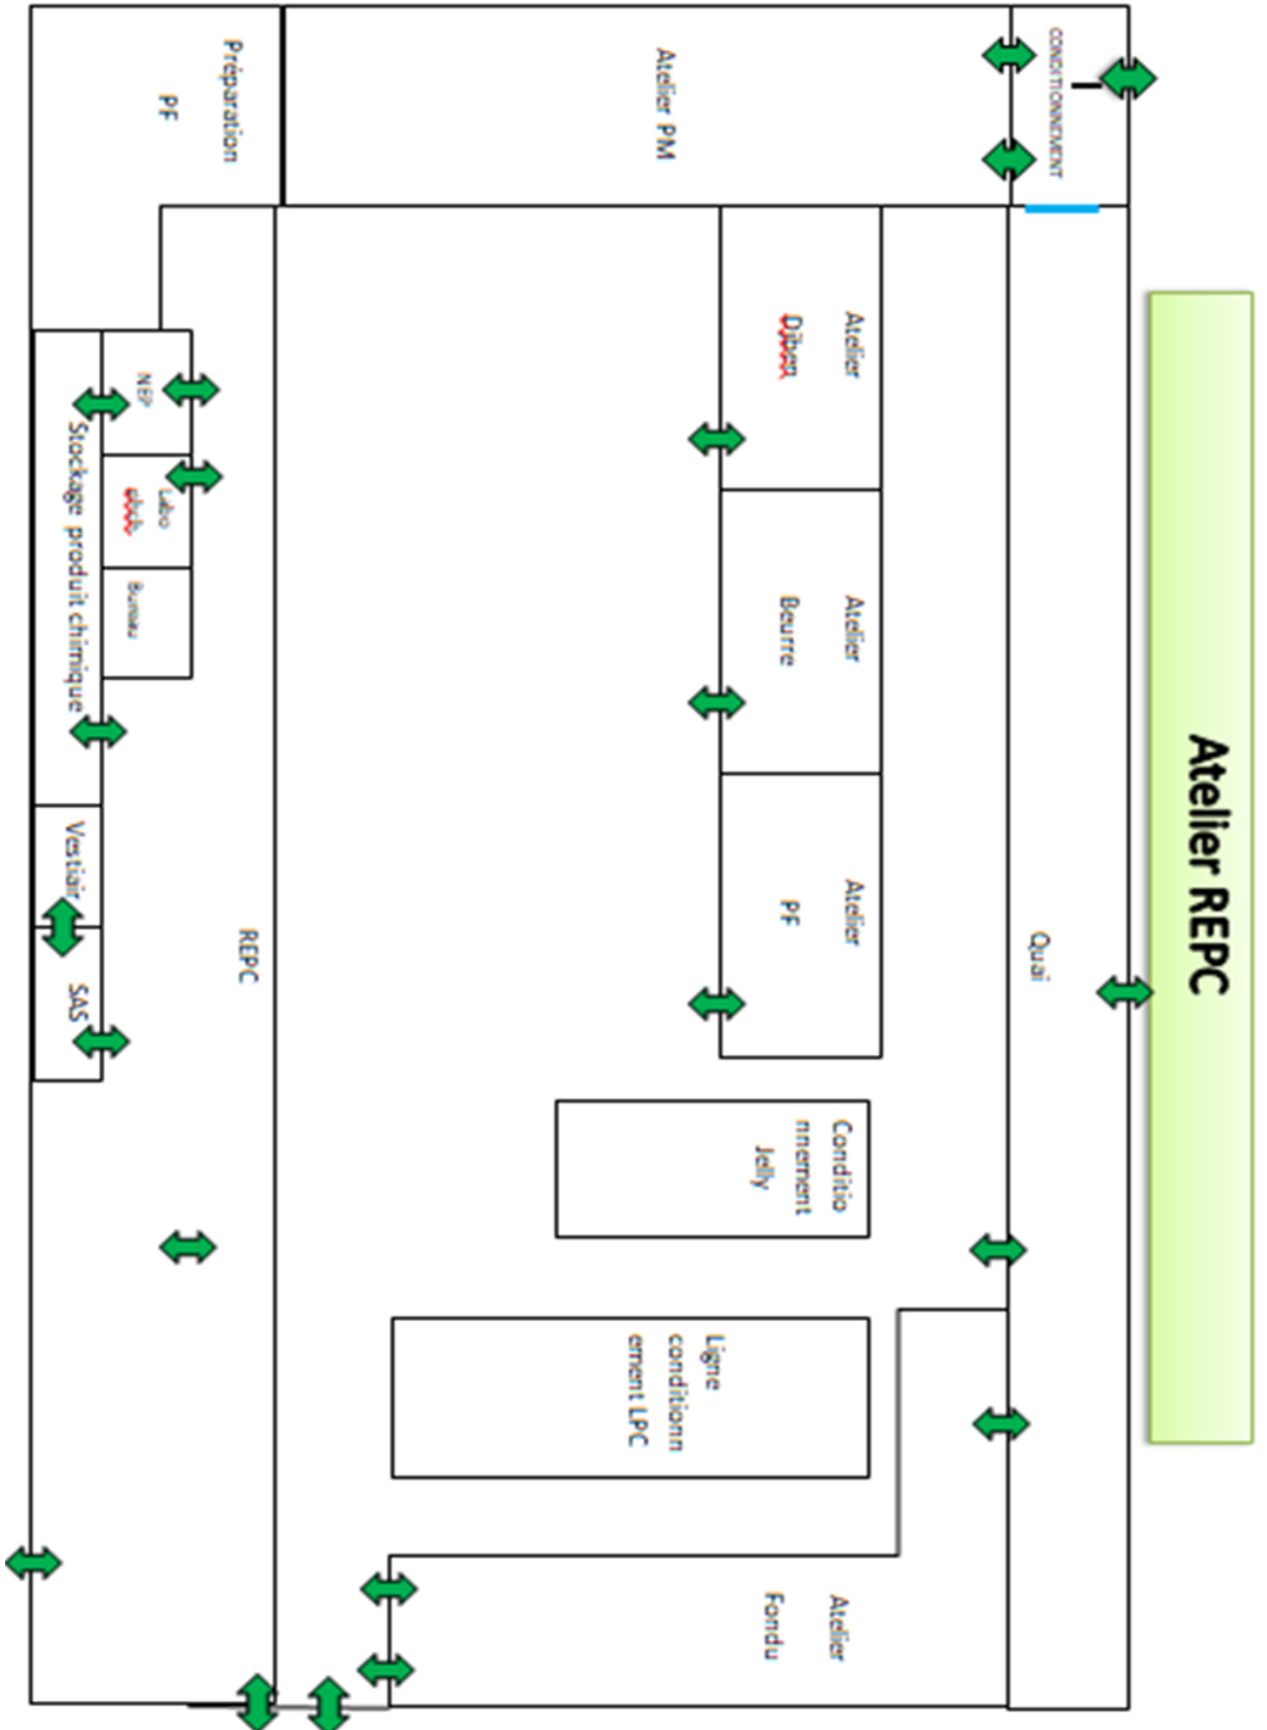 Atelier REPC
CONDITIONNEMENT
Quai
Atelier PM
Atelier
Djben
Atelier
Beurre
Atelier
PF
Conditio
nnement
Jelly
Ligne
conditionn
ement LPC
Atelier
Fondu
Préparation
PF
REPC
NEP
Labo
Bureau
Stockage produit chimique
Vestiair
SAS